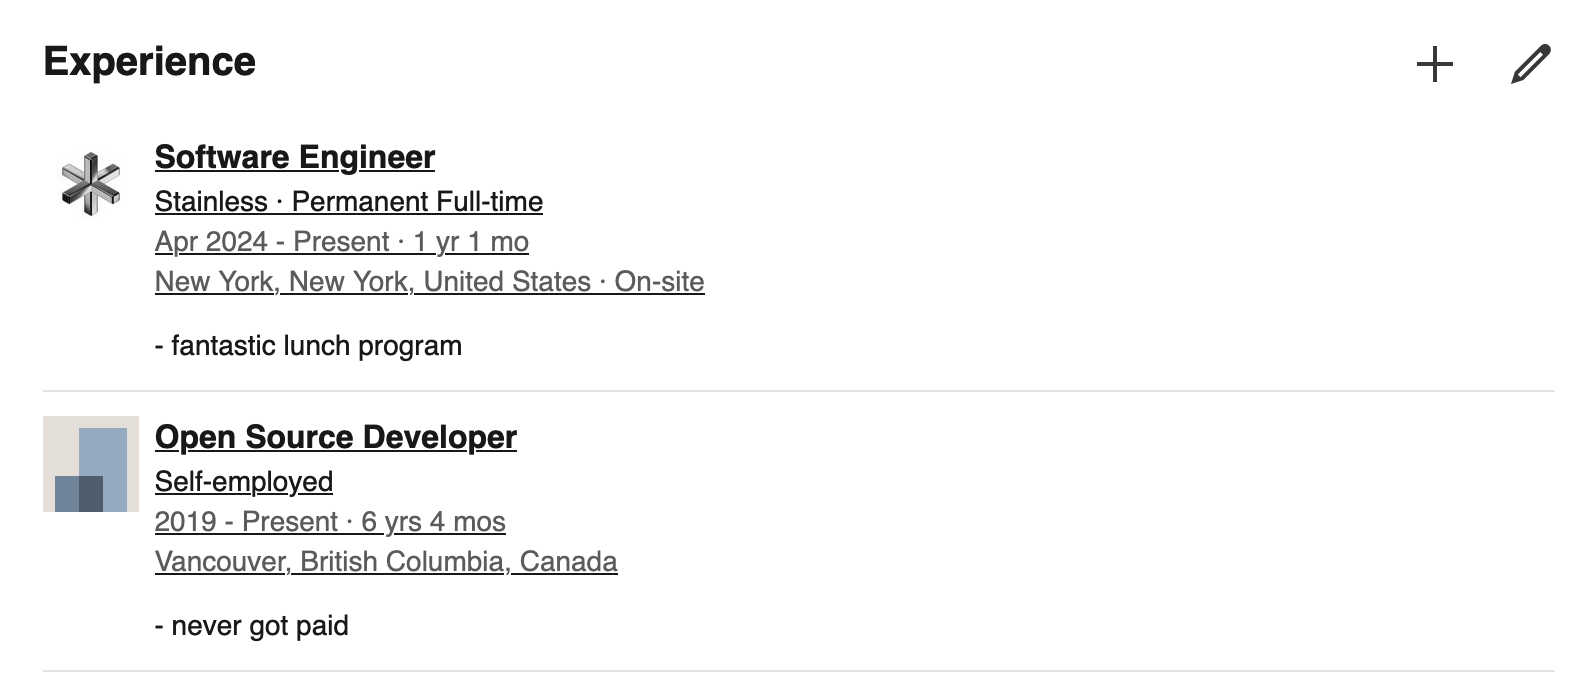 Experience
Software Engineer
Stainless · Permanent Full-time
Apr 2024 - Present · 1 yr 1 mo
New York, New York, United States · On-site
- fantastic lunch program
Open Source Developer
Self-employed
2019 - Present · 6 yrs 4 mos
Vancouver, British Columbia, Canada
- never got paid